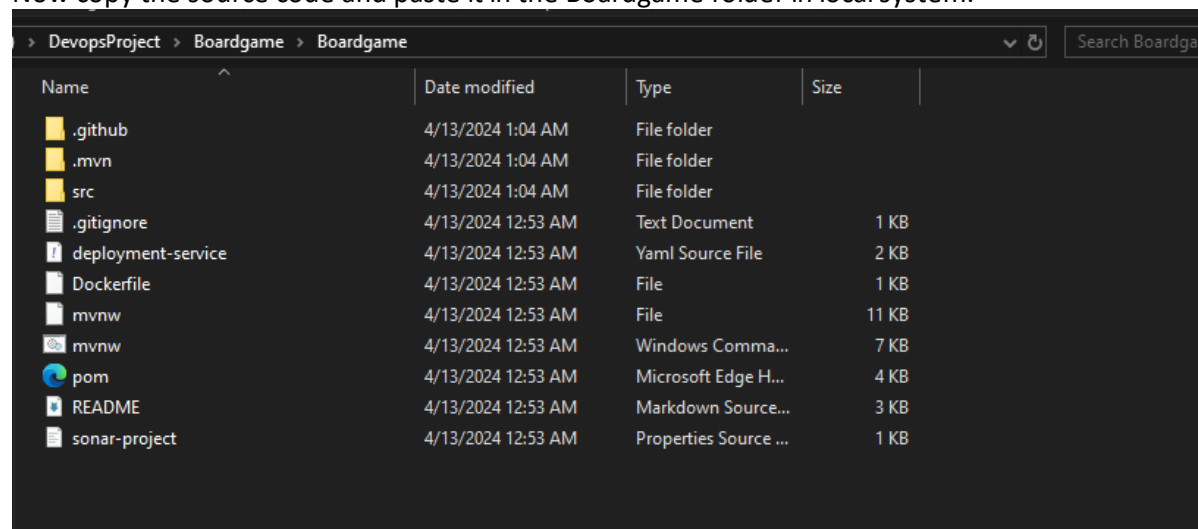 Now copy the source code and paste it in the Boardgame folder in local system.
> DevopsProject > Boardgame > Boardgame Search Boardga
Name Date modified Type Size
.github 4/13/2024 1:04 AM File folder
.mvn 4/13/2024 1:04 AM File folder
src 4/13/2024 1:04 AM File folder
.gitignore 4/13/2024 12:53 AM Text Document 1 KB
deployment-service 4/13/2024 12:53 AM Yaml Source File 2 KB
Dockerfile 4/13/2024 12:53 AM File 1 KB
mvnw 4/13/2024 12:53 AM File 11 KB
mvnw 4/13/2024 12:53 AM Windows Comma... 7 KB
pom 4/13/2024 12:53 AM Microsoft Edge H... 4 KB
README 4/13/2024 12:53 AM Markdown Source... 3 KB
sonar-project 4/13/2024 12:53 AM Properties Source ... 1 KB